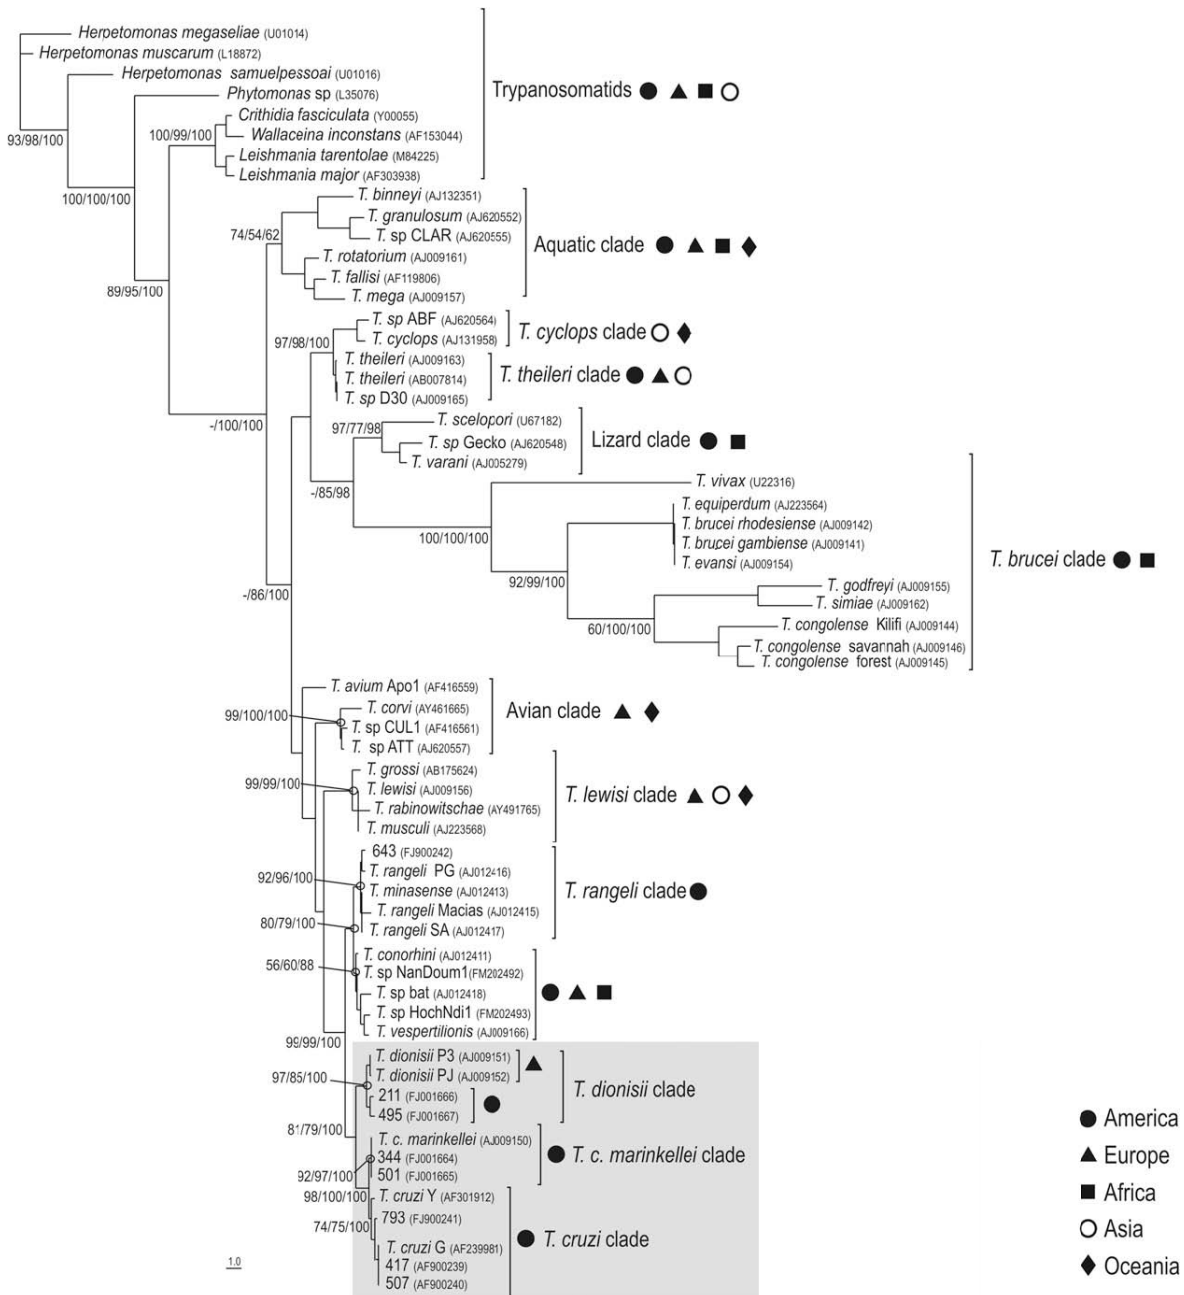 Herpetomonas megaseliae (U01014)
Herpetomonas muscarum (L18872)
Herpetomonas samuelpessoai (U01016)
Phytomonas sp (L35076)
Crithidia fasciculata (Y00055)
Wallaceina inconstans (AF153044)
Leishmania tarentolae (M84225)
Leishmania major (AF303938)
Trypanosomatids
93/98/100
100/99/100
100/100/100
T. binneyi (AJ132351)
T. granulosum (AJ620552)
T. sp CLAR (AJ620555)
T. rotatorium (AJ009161)
T. fallisi (AF119806)
T. mega (AJ009157)
Aquatic clade
74/54/62
89/95/100
T. sp ABF (AJ620564)
T. cyclops (AJ131958)
T. cyclops clade
97/98/100
T. theileri (AJ009163)
T. theileri (AB007814)
T. sp D30 (AJ009165)
T. theileri clade
-/100/100
T. scelopori (U67182)
T. sp Gecko (AJ620548)
T. varani (AJ005279)
Lizard clade
97/77/98
-/85/98
T. vivax (U22316)
T. equiperdum (AJ223564)
T. brucei rhodesiense (AJ009142)
T. brucei gambiense (AJ009141)
T. evansi (AJ009154)
T. godfreyi (AJ009155)
T. simiae (AJ009162)
T. congolense Kilifi (AJ009144)
T. congolense savannah (AJ009146)
T. congolense forest (AJ009145)
T. brucei clade
100/100/100
92/99/100
60/100/100
-/86/100
T. avium Apo1 (AF416559)
T. corvi (AY461665)
T. sp CUL1 (AF416561)
T. sp ATT (AJ620557)
Avian clade
99/100/100
T. grossi (AB175624)
T. lewisi (AJ009156)
T. rabinowitschae (AY491765)
T. musculi (AJ223568)
T. lewisi clade
99/99/100
643 (FJ900242)
T. rangeli PG (AJ012416)
T. minasense (AJ012413)
T. rangeli Macias (AJ012415)
T. rangeli SA (AJ012417)
T. rangeli clade
92/96/100
80/79/100
T. conorhini (AJ012411)
T. sp NanDoum1(FM202492)
T. sp bat (AJ012418)
T. sp HochNdi1 (FM202493)
T. vespertilionis (AJ009166)
56/60/88
99/99/100
T. dionisii P3 (AJ009151)
T. dionisii PJ (AJ009152)
211 (FJ001666)
495 (FJ001667)
T. dionisii clade
97/85/100
81/79/100
T. c. marinkellei (AJ009150)
344 (FJ001664)
501 (FJ001665)
T. c. marinkellei clade
92/97/100
98/100/100
T. cruzi Y (AF301912)
793 (FJ900241)
T. cruzi G (AF239981)
417 (AF900239)
507 (AF900240)
T. cruzi clade
74/75/100
1.0
America
Europe
Africa
Asia
Oceania